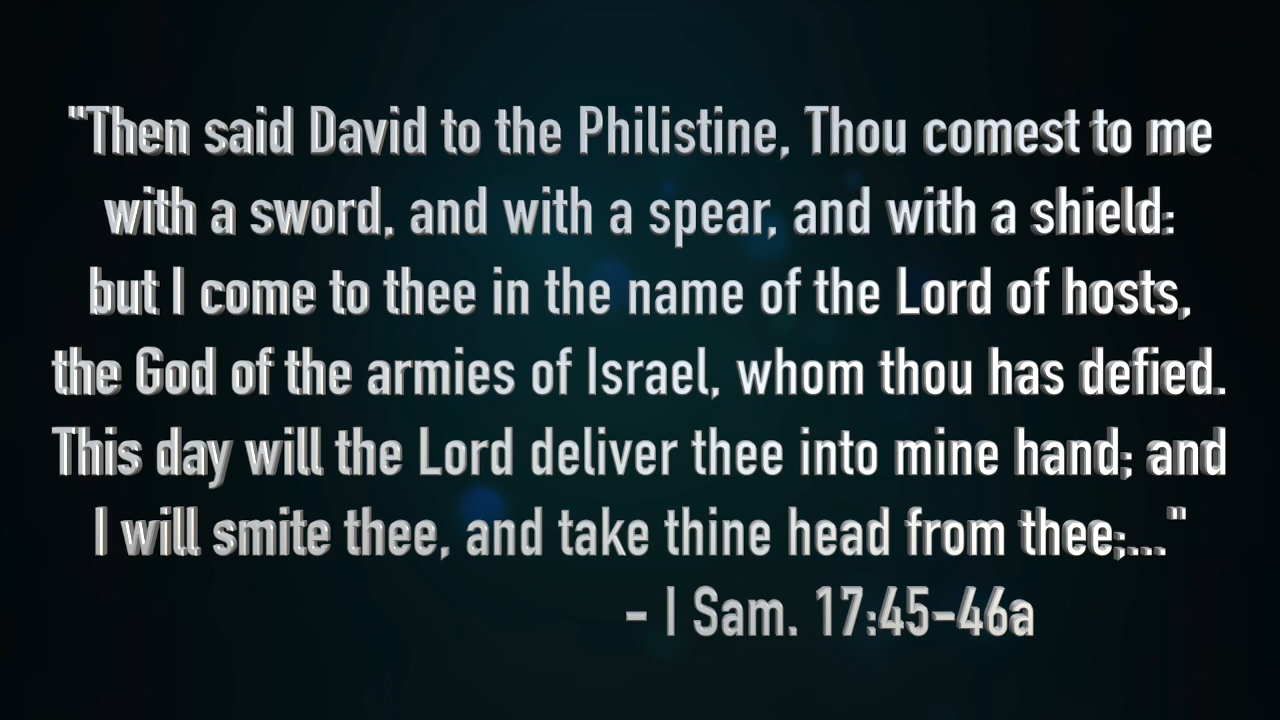 "Then said David to the Philistine, Thou comest to me
with a sword, and with a spear, and with a shield:
but I come to thee in the name of the Lord of hosts,
the God of the armies of Israel, whom thou has defied.
This day will the Lord deliver thee into mine hand; and
I will smite thee, and take thine head from thee;..."
- I Sam. 17:45-46a